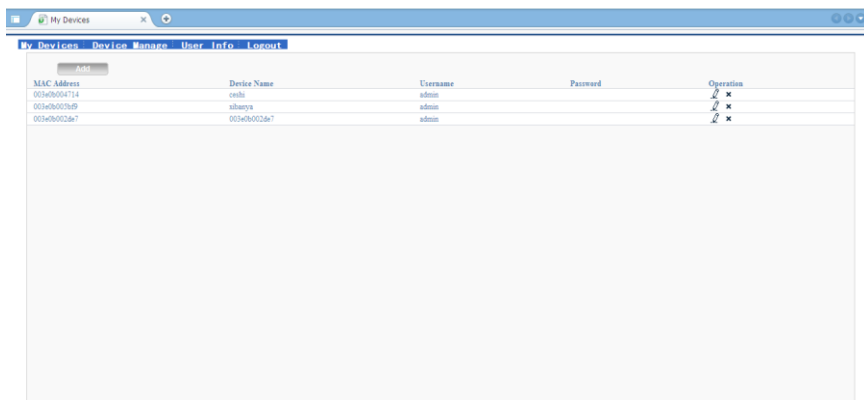 My Devices
My Devices Device Manage User Info Logout
Add
MAC Address Device Name Username Password Operation
003e0b004714 ceshi admin
003e0b005bf9 xibasya admin
003e0b002de7 003e0b002de7 admin